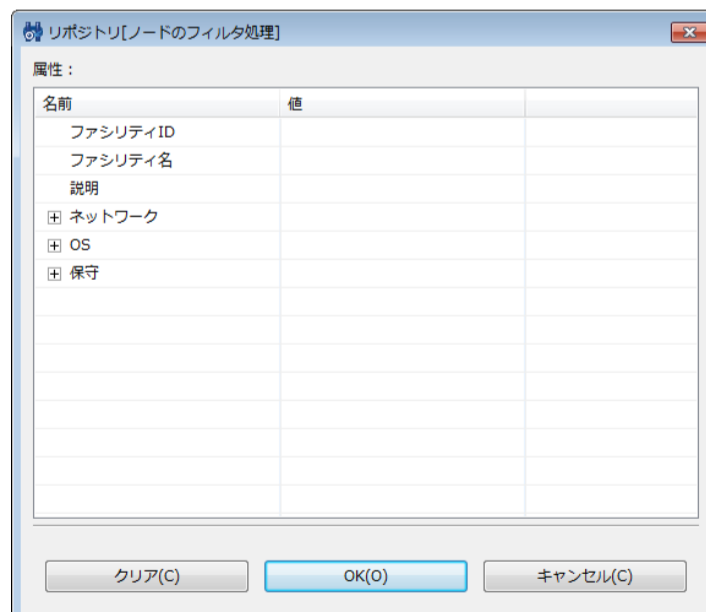 リポジトリ[ノードのフィルタ処理]
属性：
名前 値
ファシリティID
ファシリティ名
説明
ネットワーク
OS
保守
クリア(C) OK(O) キャンセル(C)